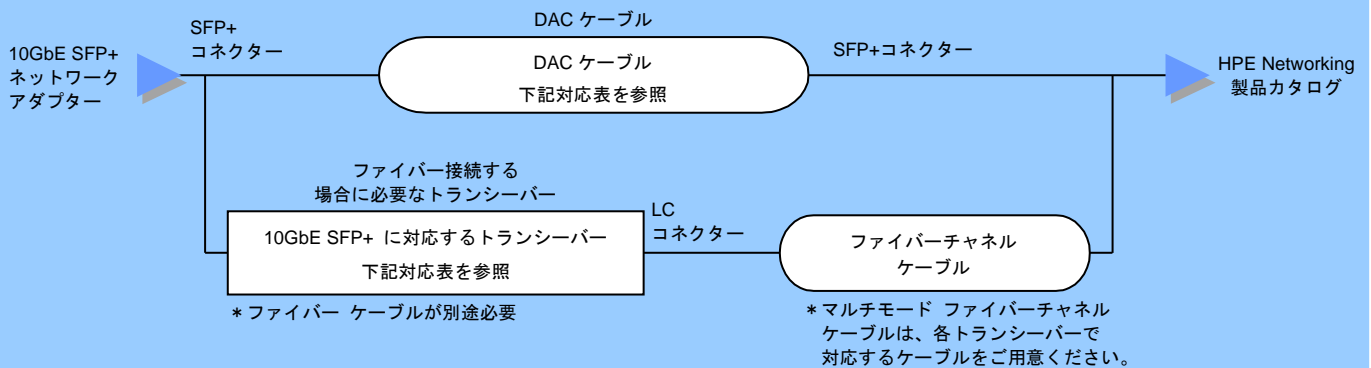 10GbE SFP+
ネットワーク
アダプター
SFP+
コネクター
DAC ケーブル
DAC ケーブル
下記対応表を参照
SFP+コネクター
HPE Networking
製品カタログ
ファイバー接続する
場合に必要なトランシーバー
10GbE SFP+ に対応するトランシーバー
下記対応表を参照
＊ファイバー ケーブルが別途必要
LC
コネクター
ファイバーチャネル
ケーブル
＊マルチモード ファイバーチャネル
ケーブルは、各トランシーバーで
対応するケーブルをご用意ください。